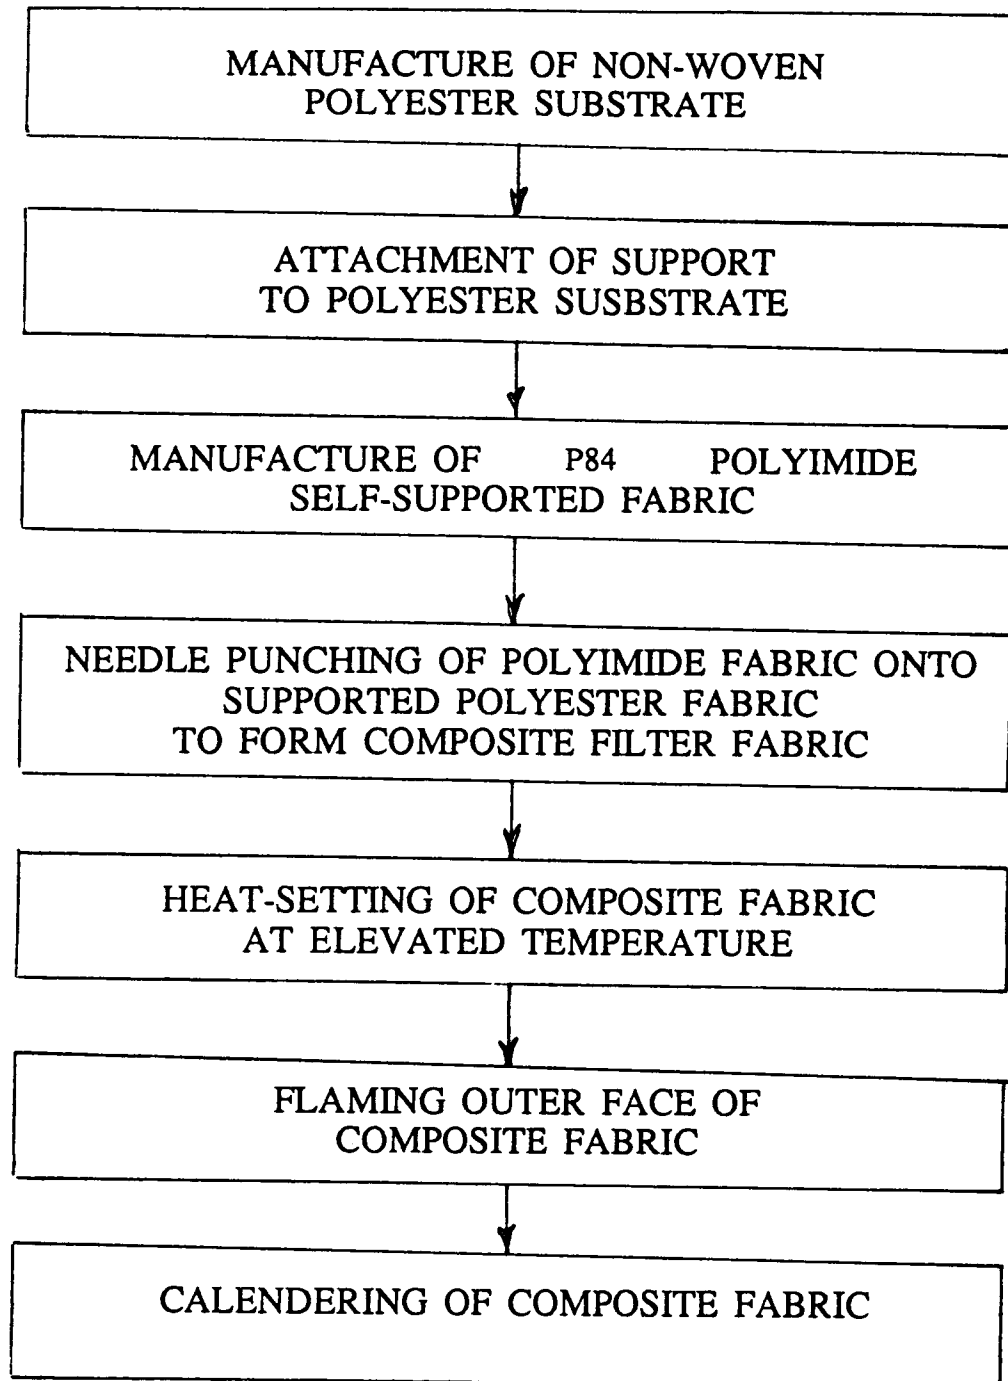 MANUFACTURE OF NON-WOVEN
POLYESTER SUBSTRATE
ATTACHMENT OF SUPPORT
TO POLYESTER SUSBSTRATE
MANUFACTURE OF P84 POLYIMIDE
SELF-SUPPORTED FABRIC
NEEDLE PUNCHING OF POLYIMIDE FABRIC ONTO
SUPPORTED POLYESTER FABRIC
TO FORM COMPOSITE FILTER FABRIC
HEAT-SETTING OF COMPOSITE FABRIC
AT ELEVATED TEMPERATURE
FLAMING OUTER FACE OF
COMPOSITE FABRIC
CALENDERING OF COMPOSITE FABRIC